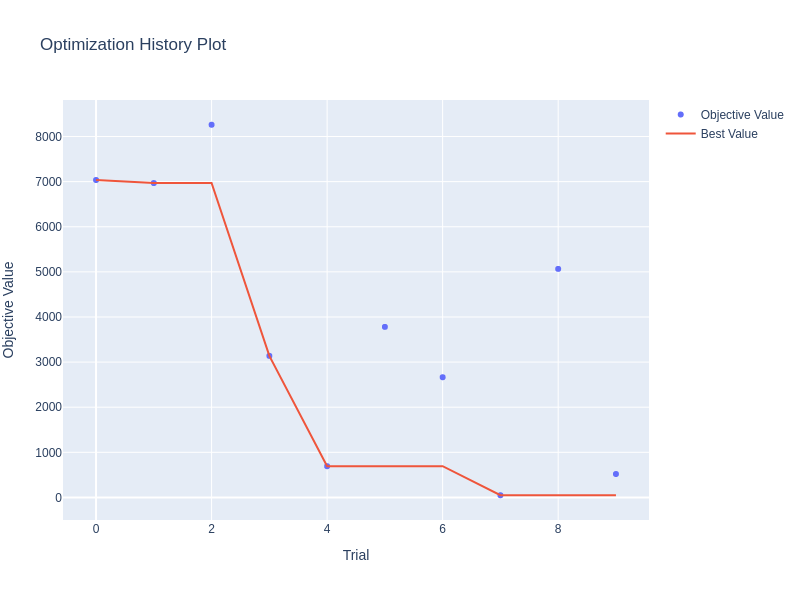 Optimization History Plot
Objective Value
Best Value
8000
7000
6000
5000
4000
3000
2000
1000
0
Objective Value
0
2
4
6
8
Trial